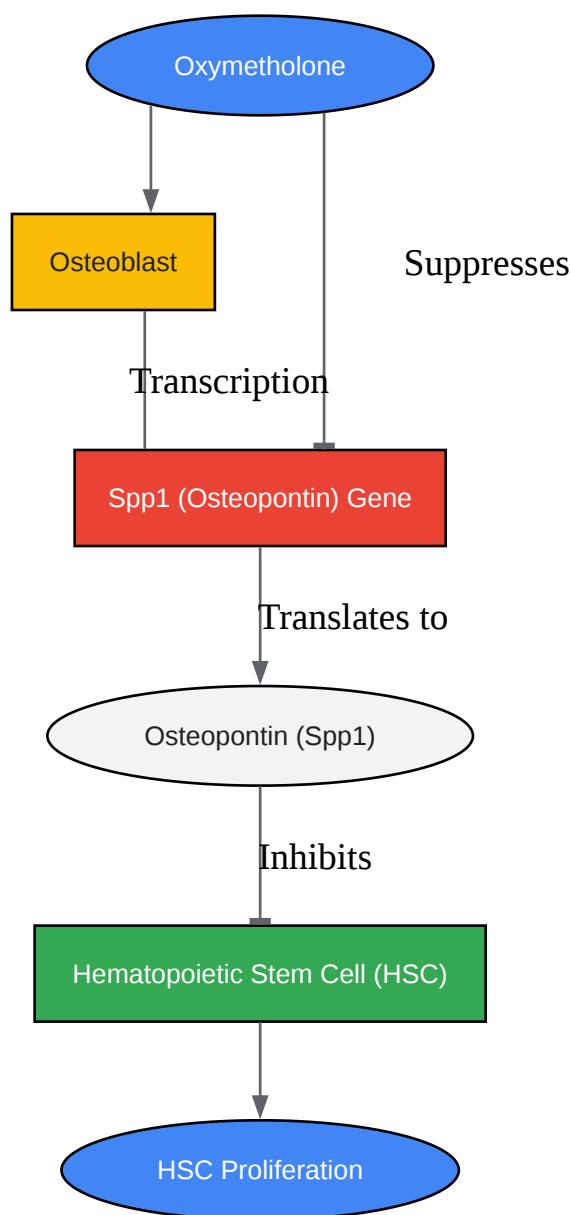 Oxymetholone
Osteoblast
Suppresses
Transcription
Spp1 (Osteopontin) Gene
Translates to
Osteopontin (Spp1)
Inhibits
Hematopoietic Stem Cell (HSC)
HSC Proliferation